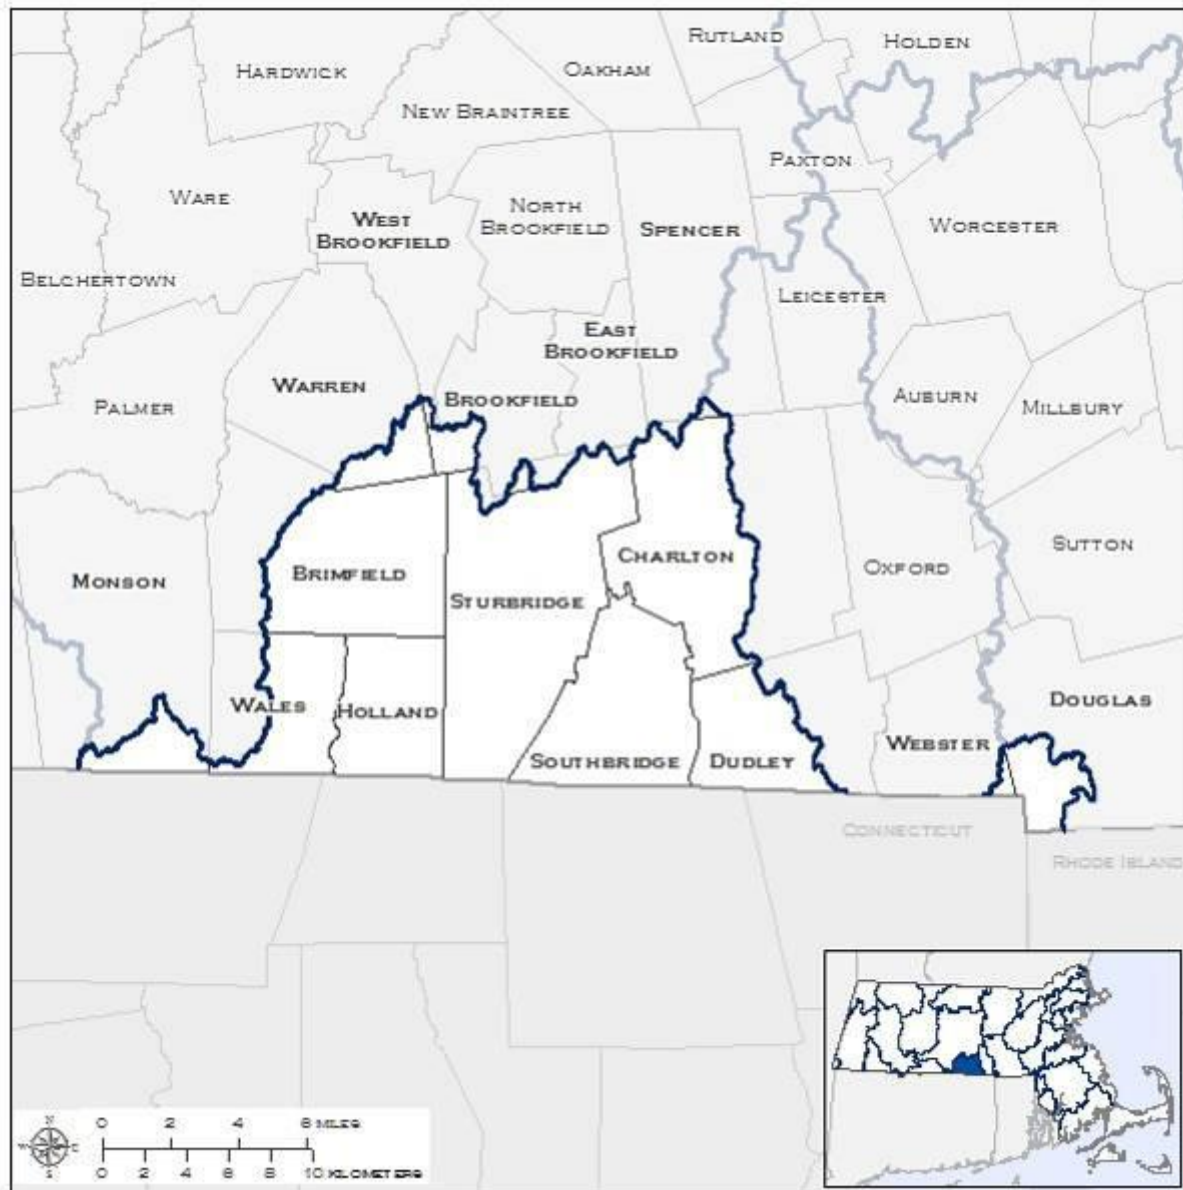 RUTLAND
HOLDEN
HARDWICK
OAKHAM
NEW BRAINTREE
PAXTON
WARE
WEST
BROOKFIELD
NORTH
BROOKFIELD
SPENCER
WORCESTER
BELCHERTOWN
LEICESTER
EAST
BROOKFIELD
WARREN
BROOKFIELD
AUBURN
MILLBURY
PALMER
SUTTON
CHARLTON
OXFORD
BRIMFIELD
MONSON
STURBRIDGE
WALES
HOLLAND
DOUGLAS
WEBSTER
SOUTHBRIDGE
DUDLEY
CONNECTICUT
RHODE ISLAND
N
W E
S
0 2 4 6 MILES
0 2 4 6 8 10 KILOMETERS